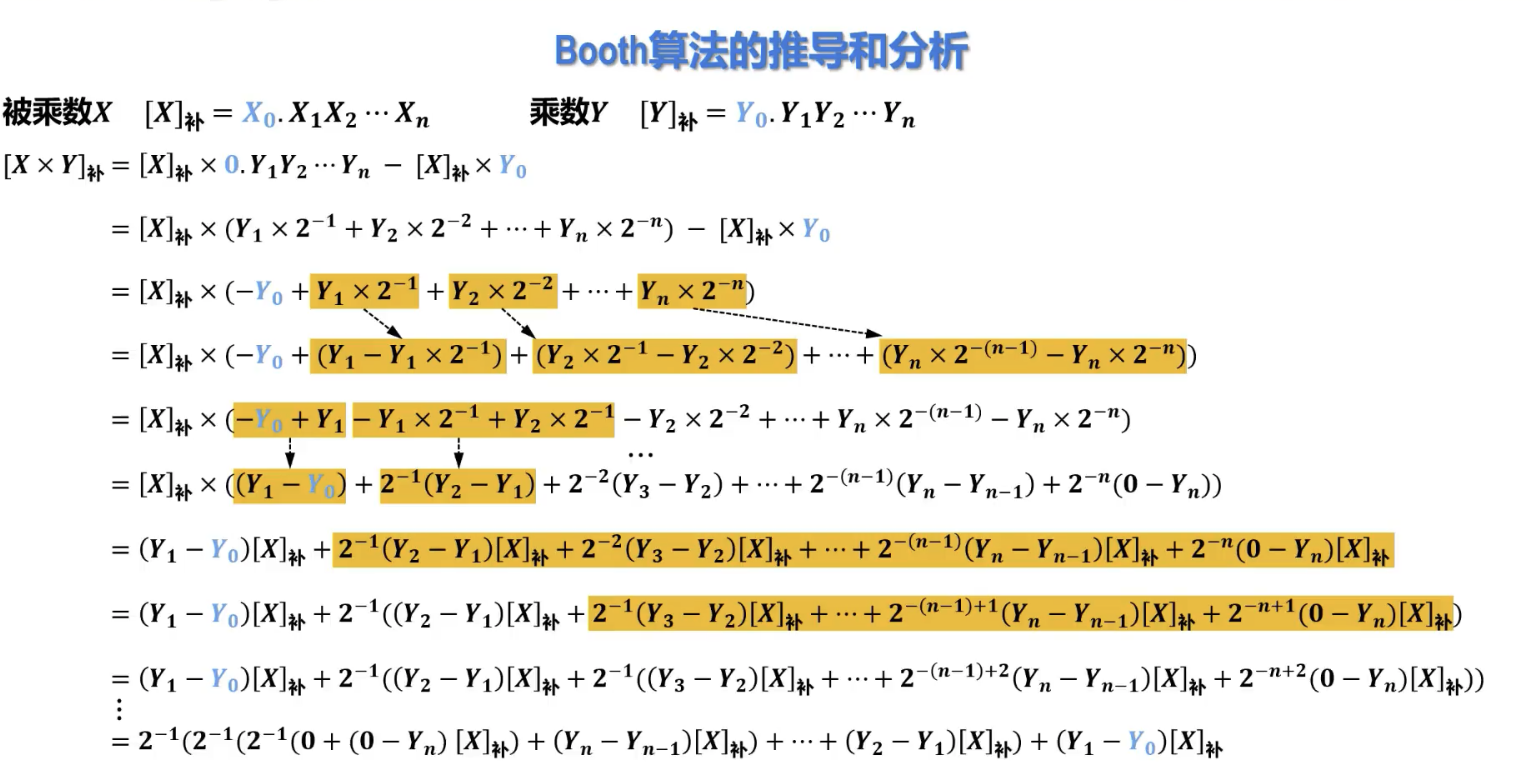 Booth算法的推导和分析
被乘数X [X]补 = X₀.X₁X₂⋯Xₙ 乘数Y [Y]补 = Y₀.Y₁Y₂⋯Yₙ
[X × Y]补 = [X]补 × 0.Y₁Y₂⋯Yₙ − [X]补 × Y₀
= [X]补 × (Y₁ × 2⁻¹ + Y₂ × 2⁻² + ⋯ + Yₙ × 2⁻ⁿ) − [X]补 × Y₀
= [X]补 × (−Y₀ + Y₁ × 2⁻¹ + Y₂ × 2⁻² + ⋯ + Yₙ × 2⁻ⁿ)
= [X]补 × (−Y₀ + (Y₁ − Y₁ × 2⁻¹) + (Y₂ × 2⁻¹ − Y₂ × 2⁻²) + ⋯ + (Yₙ × 2⁻⁽ⁿ⁻¹⁾ − Yₙ × 2⁻ⁿ))
= [X]补 × (−Y₀ + Y₁ − Y₁ × 2⁻¹ + Y₂ × 2⁻¹ − Y₂ × 2⁻² + ⋯ + Yₙ × 2⁻⁽ⁿ⁻¹⁾ − Yₙ × 2⁻ⁿ)
⋯
= [X]补 × ((Y₁ − Y₀) + 2⁻¹(Y₂ − Y₁) + 2⁻²(Y₃ − Y₂) + ⋯ + 2⁻⁽ⁿ⁻¹⁾(Yₙ − Yₙ₋₁) + 2⁻ⁿ(0 − Yₙ))
= (Y₁ − Y₀)[X]补 + 2⁻¹(Y₂ − Y₁)[X]补 + 2⁻²(Y₃ − Y₂)[X]补 + ⋯ + 2⁻⁽ⁿ⁻¹⁾(Yₙ − Yₙ₋₁)[X]补 + 2⁻ⁿ(0 − Yₙ)[X]补
= (Y₁ − Y₀)[X]补 + 2⁻¹((Y₂ − Y₁)[X]补 + 2⁻¹(Y₃ − Y₂)[X]补 + ⋯ + 2⁻⁽ⁿ⁻¹⁾⁺¹(Yₙ − Yₙ₋₁)[X]补 + 2⁻ⁿ⁺¹(0 − Yₙ)[X]补)
= (Y₁ − Y₀)[X]补 + 2⁻¹((Y₂ − Y₁)[X]补 + 2⁻¹((Y₃ − Y₂)[X]补 + ⋯ + 2⁻⁽ⁿ⁻¹⁾⁺²(Yₙ − Yₙ₋₁)[X]补 + 2⁻ⁿ⁺²(0 − Yₙ)[X]补))
⋮
= 2⁻¹(2⁻¹(2⁻¹(0 + (0 − Yₙ) [X]补) + (Yₙ − Yₙ₋₁)[X]补) + ⋯ + (Y₂ − Y₁)[X]补) + (Y₁ − Y₀)[X]补